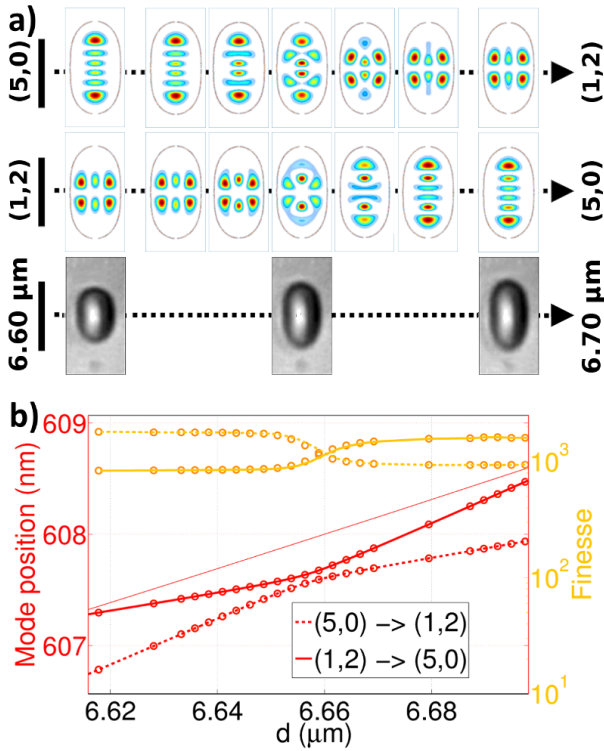 a)
(5,0)
(1,2)
(1,2)
(5,0)
6.60 μm
6.70 μm
b)
609
608
607
Mode position (nm)
10³
10²
10¹
Finesse
(5,0) −> (1,2)
(1,2) −> (5,0)
6.62 6.64 6.66 6.68
d (μm)